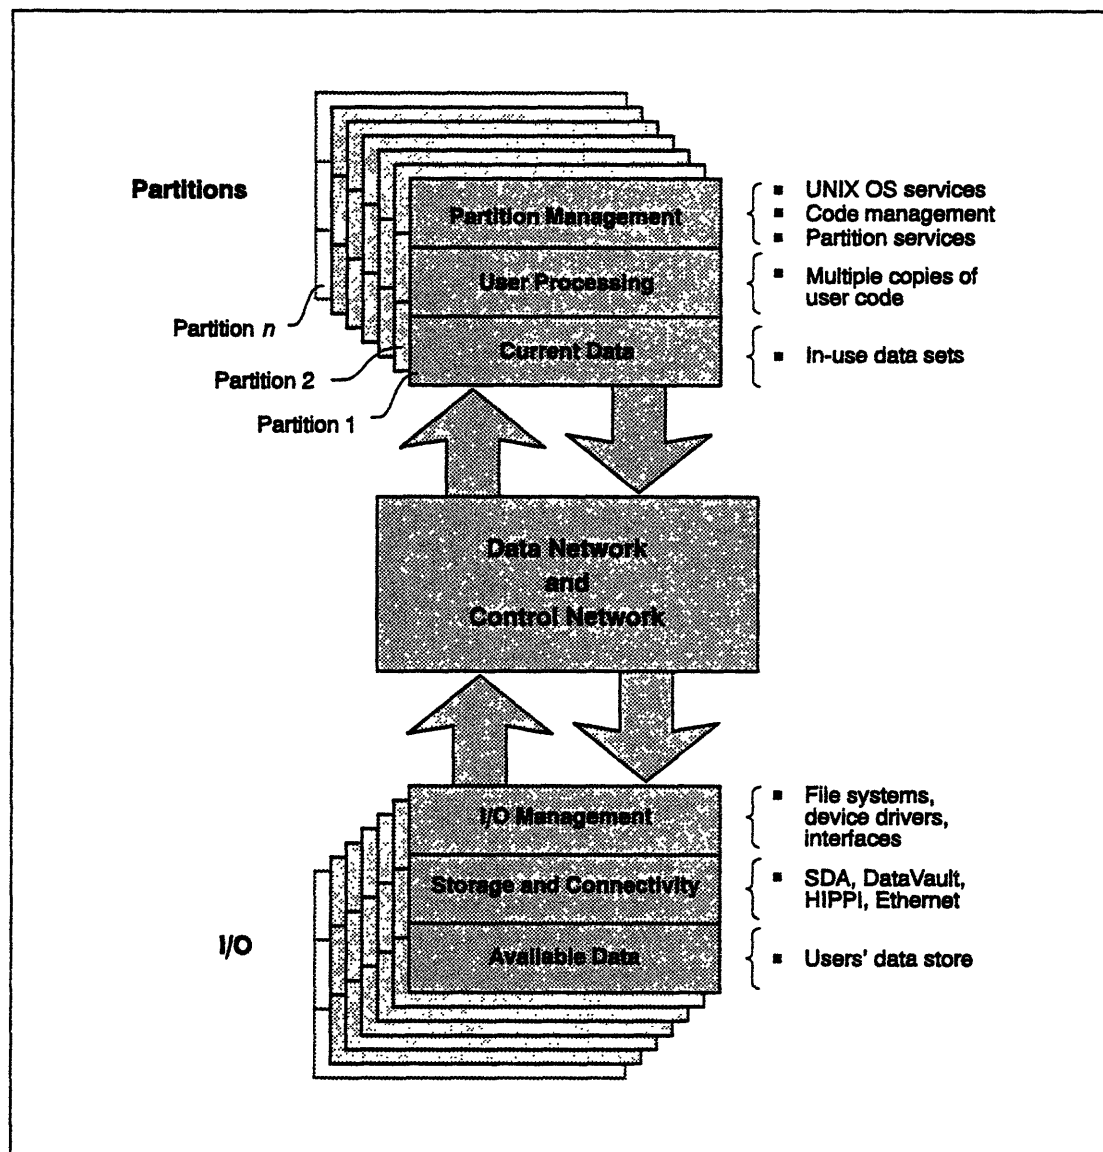 Partitions
Partition Management
■ UNIX OS services
■ Code management
■ Partition services
User Processing
■ Multiple copies of
user code
Current Data
■ In-use data sets
Partition n
Partition 2
Partition 1
Data Network
and
Control Network
I/O
I/O Management
■ File systems,
device drivers,
interfaces
Storage and Connectivity
■ SDA, DataVault,
HIPPI, Ethernet
Available Data
■ Users' data store